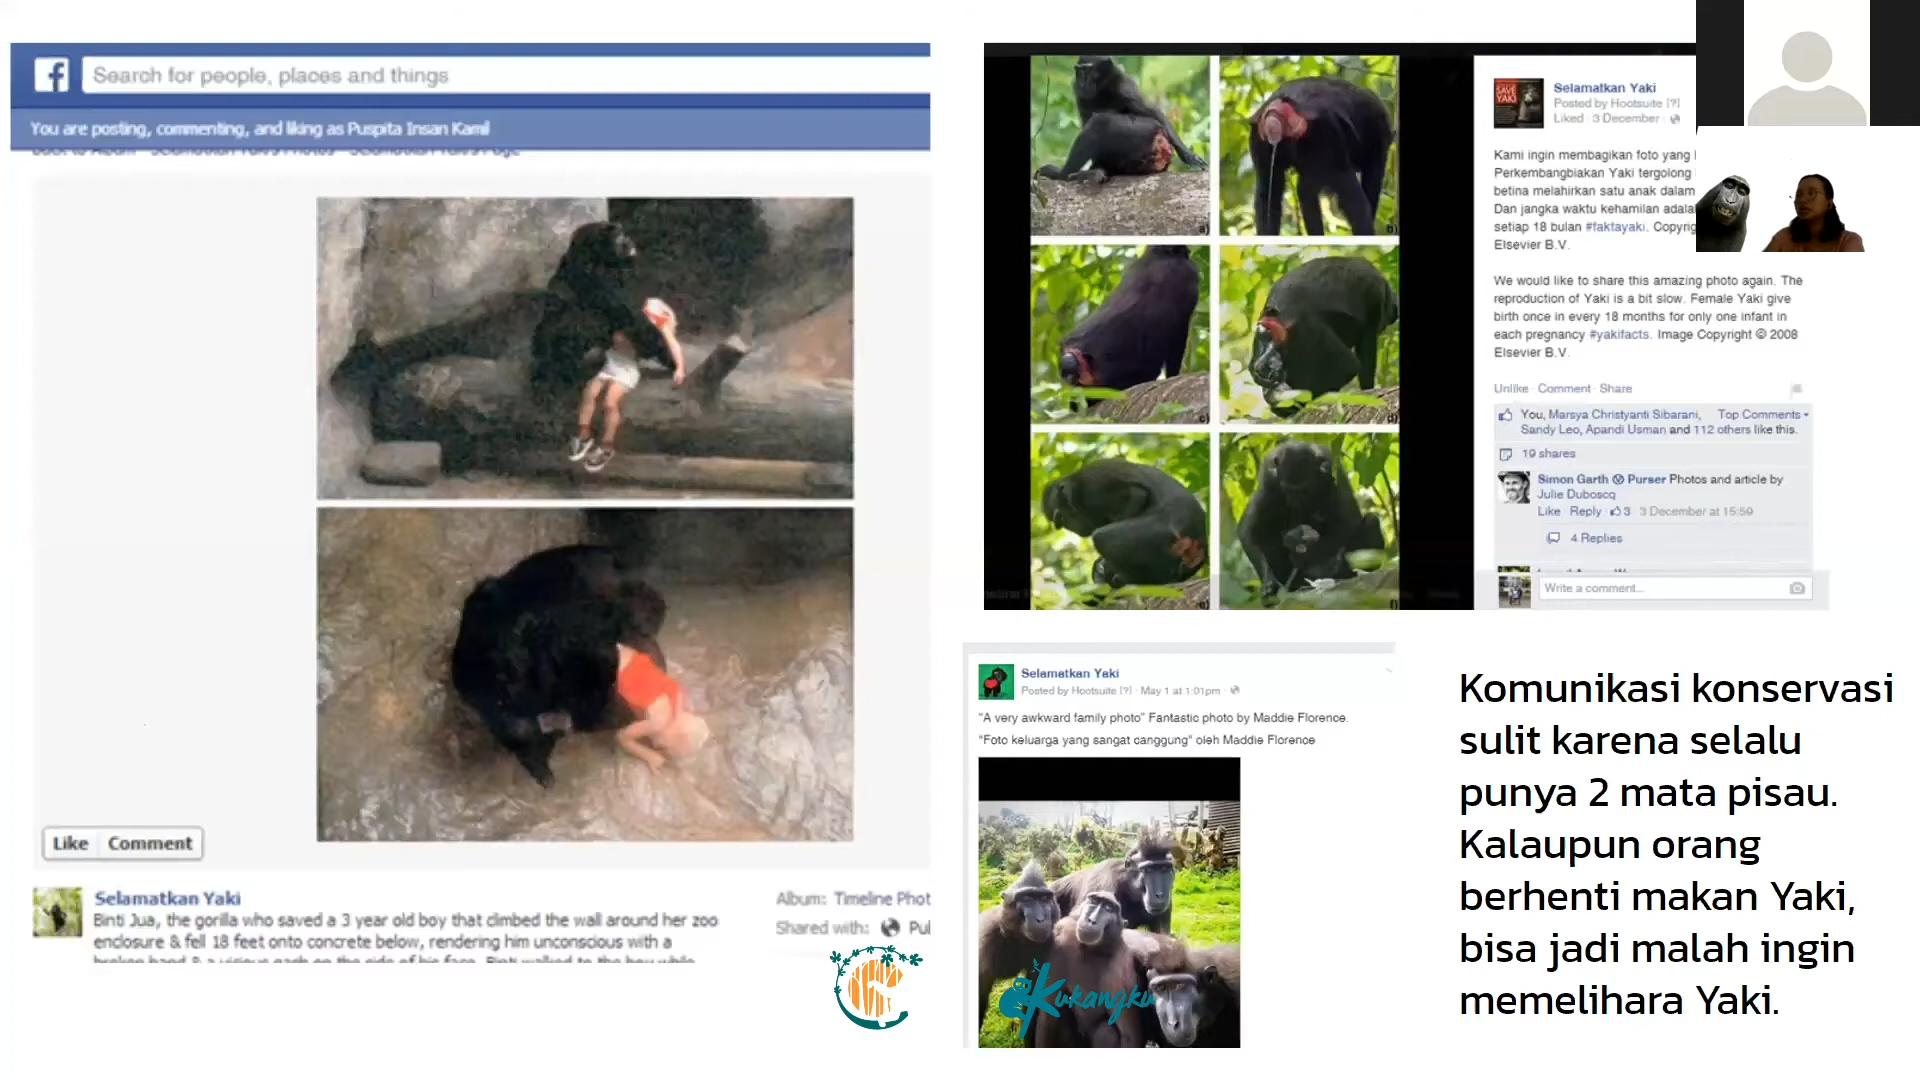 Search for people, places and things
You are posting, commenting, and liking as Puspita Insan Kamil
Like Comment
Selamatkan Yaki
Binti Jua, the gorilla who saved a 3 year old boy that climbed the wall around her zoo
enclosure & fell 18 feet onto concrete below, rendering him unconscious with a
Album: Timeline Phot
Shared with: Pu
a)
b)
c)
d)
e)
f)
Selamatkan Yaki
Posted by Hootsuite [?]
Liked · 3 December ·
Kami ingin membagikan foto yang
Perkembangbiakan Yaki tergolong
betina melahirkan satu anak dalam
Dan jangka waktu kehamilan adala
setiap 18 bulan #faktayaki. Copyrig
Elsevier B.V.
We would like to share this amazing photo again. The
reproduction of Yaki is a bit slow. Female Yaki give
birth once in every 18 months for only one infant in
each pregnancy #yakifacts. Image Copyright © 2008
Elsevier B.V.
Unlike · Comment · Share
You, Marsya Christyanti Sibarani,
Top Comments
Sandy Leo, Apandi Usman and 112 others like this.
19 shares
Simon Garth Purser Photos and article by
Julie Duboscq
Like · Reply · 3 · 3 December at 15:59
4 Replies
Write a comment...
Selamatkan Yaki
Posted by Hootsuite [?] · May 1 at 1:01pm ·
"A very awkward family photo" Fantastic photo by Maddie Florence.
"Foto keluarga yang sangat canggung" oleh Maddie Florence
Kukangku
Komunikasi konservasi
sulit karena selalu
punya 2 mata pisau.
Kalaupun orang
berhenti makan Yaki,
bisa jadi malah ingin
memelihara Yaki.